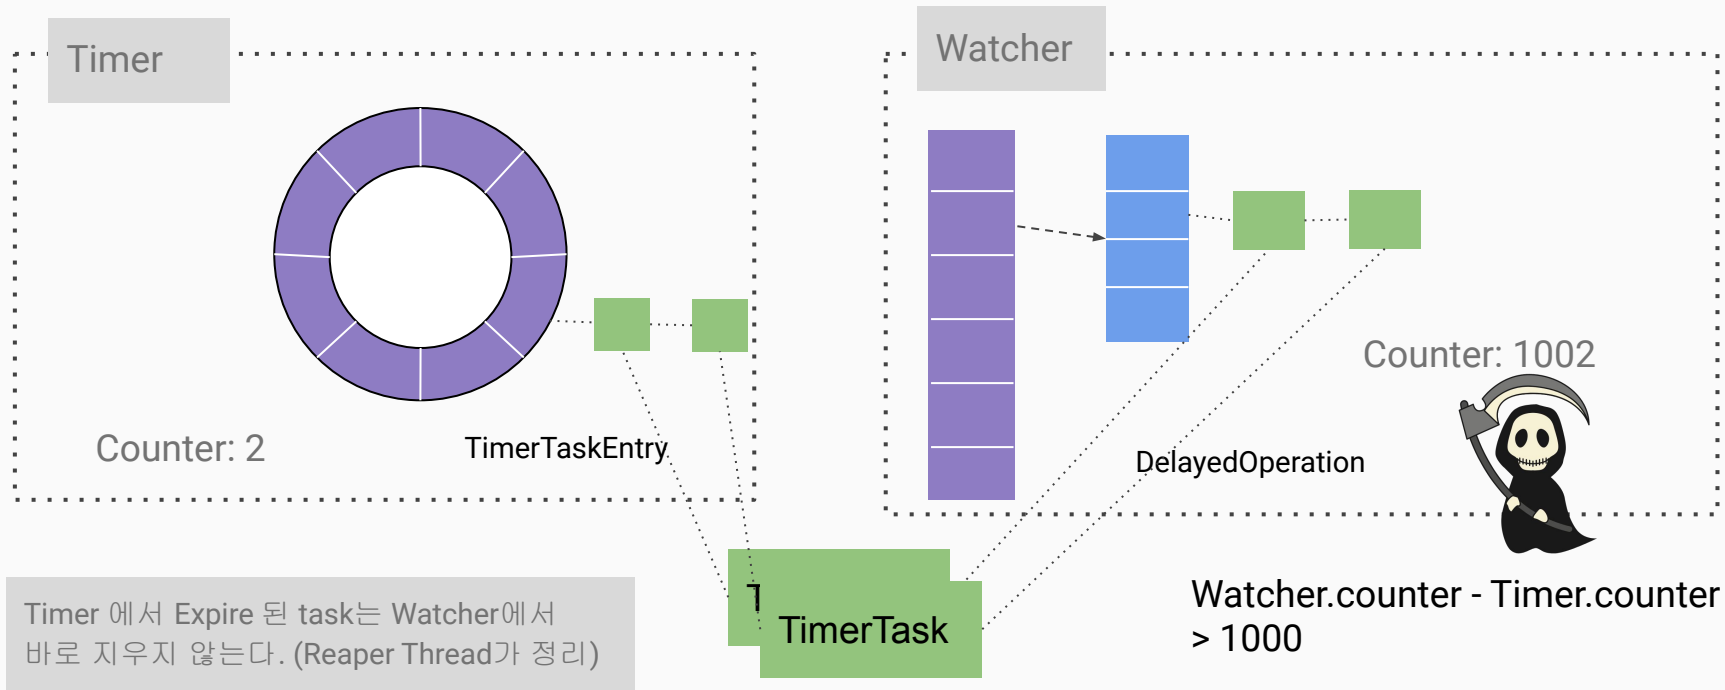 Timer
Watcher
Counter: 1002
Counter: 2
TimerTaskEntry
DelayedOperation
T
TimerTask
Timer 에서 Expire 된 task는 Watcher에서
바로 지우지 않는다. (Reaper Thread가 정리)
Watcher.counter - Timer.counter
> 1000